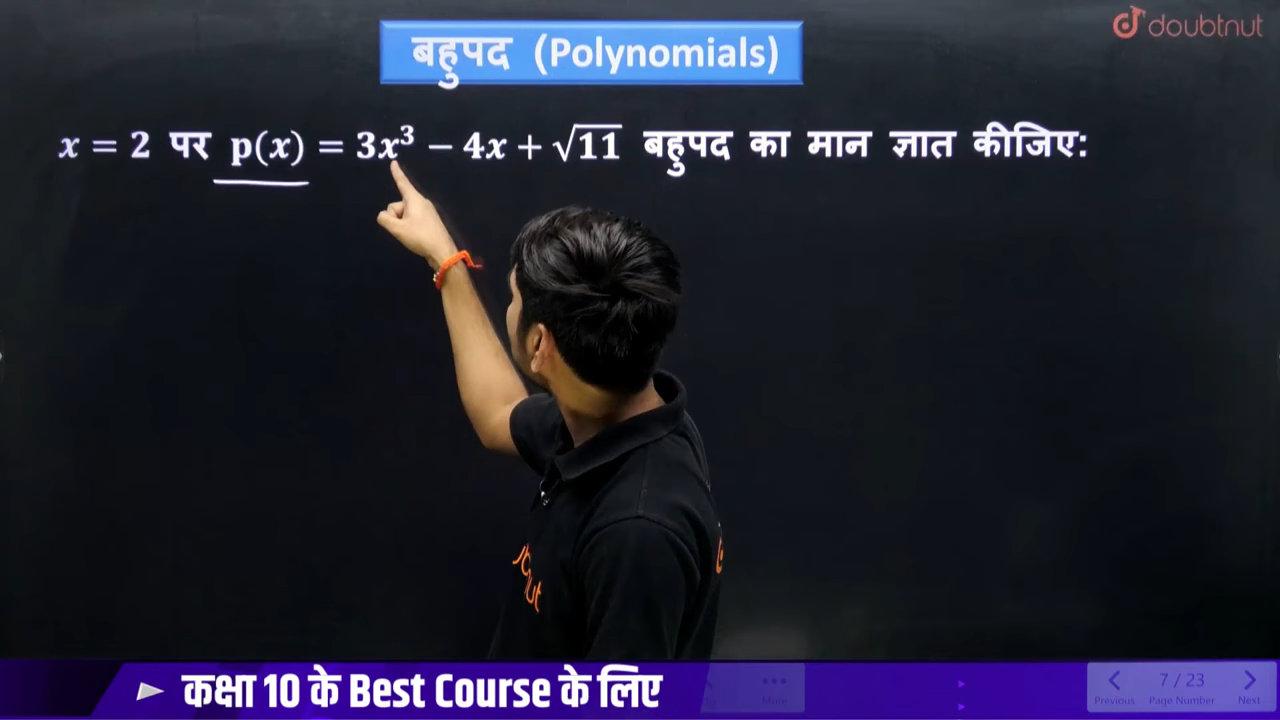 doubtnut
बहुपद (Polynomials)
x = 2 पर p(x) = 3x³ − 4x + √11 बहुपद का मान ज्ञात कीजिए:
कक्षा 10 के Best Course के लिए
More
7 / 23
Previous Page Number Next